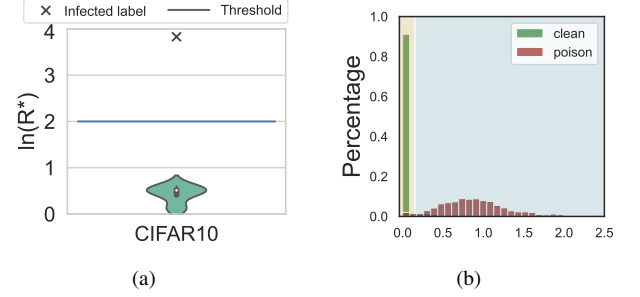 Infected label
Threshold
ln(R*)
4
3
2
1
0
CIFAR10
(a)
clean
poison
Percentage
1.0
0.8
0.6
0.4
0.2
0.0
0.0 0.5 1.0 1.5 2.0 2.5
(b)